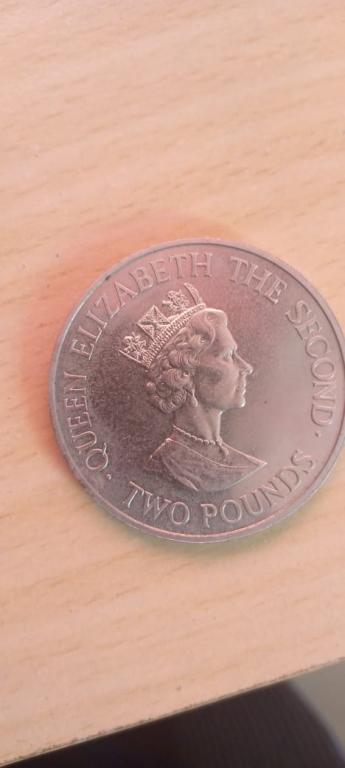 · QUEEN ELIZABETH THE SECOND ·
TWO POUNDS